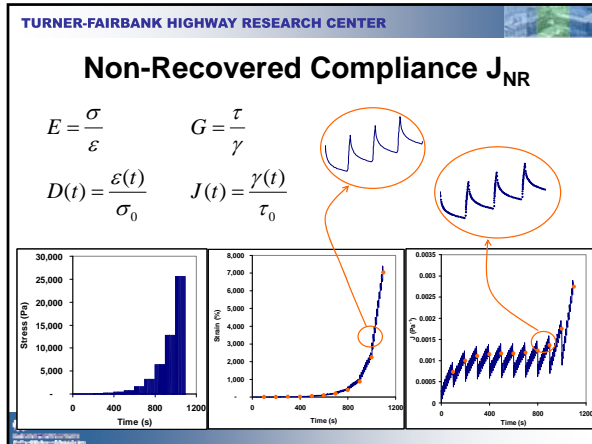 TURNER-FAIRBANK HIGHWAY RESEARCH CENTER
Non-Recovered Compliance J_NR
E = σ/ε
G = τ/γ
D(t) = ε(t)/σ₀
J(t) = γ(t)/τ₀
Stress (Pa)
30,000
25,000
20,000
15,000
10,000
5,000
-
0 400 800 1200
Time (s)
Strain (%)
8,000
7,000
6,000
5,000
4,000
3,000
2,000
1,000
-
0 400 800 1200
Time (s)
J (Pa⁻¹)
0.0035
0.003
0.0025
0.002
0.0015
0.001
0.0005
0
0 400 800 1200
Time (s)